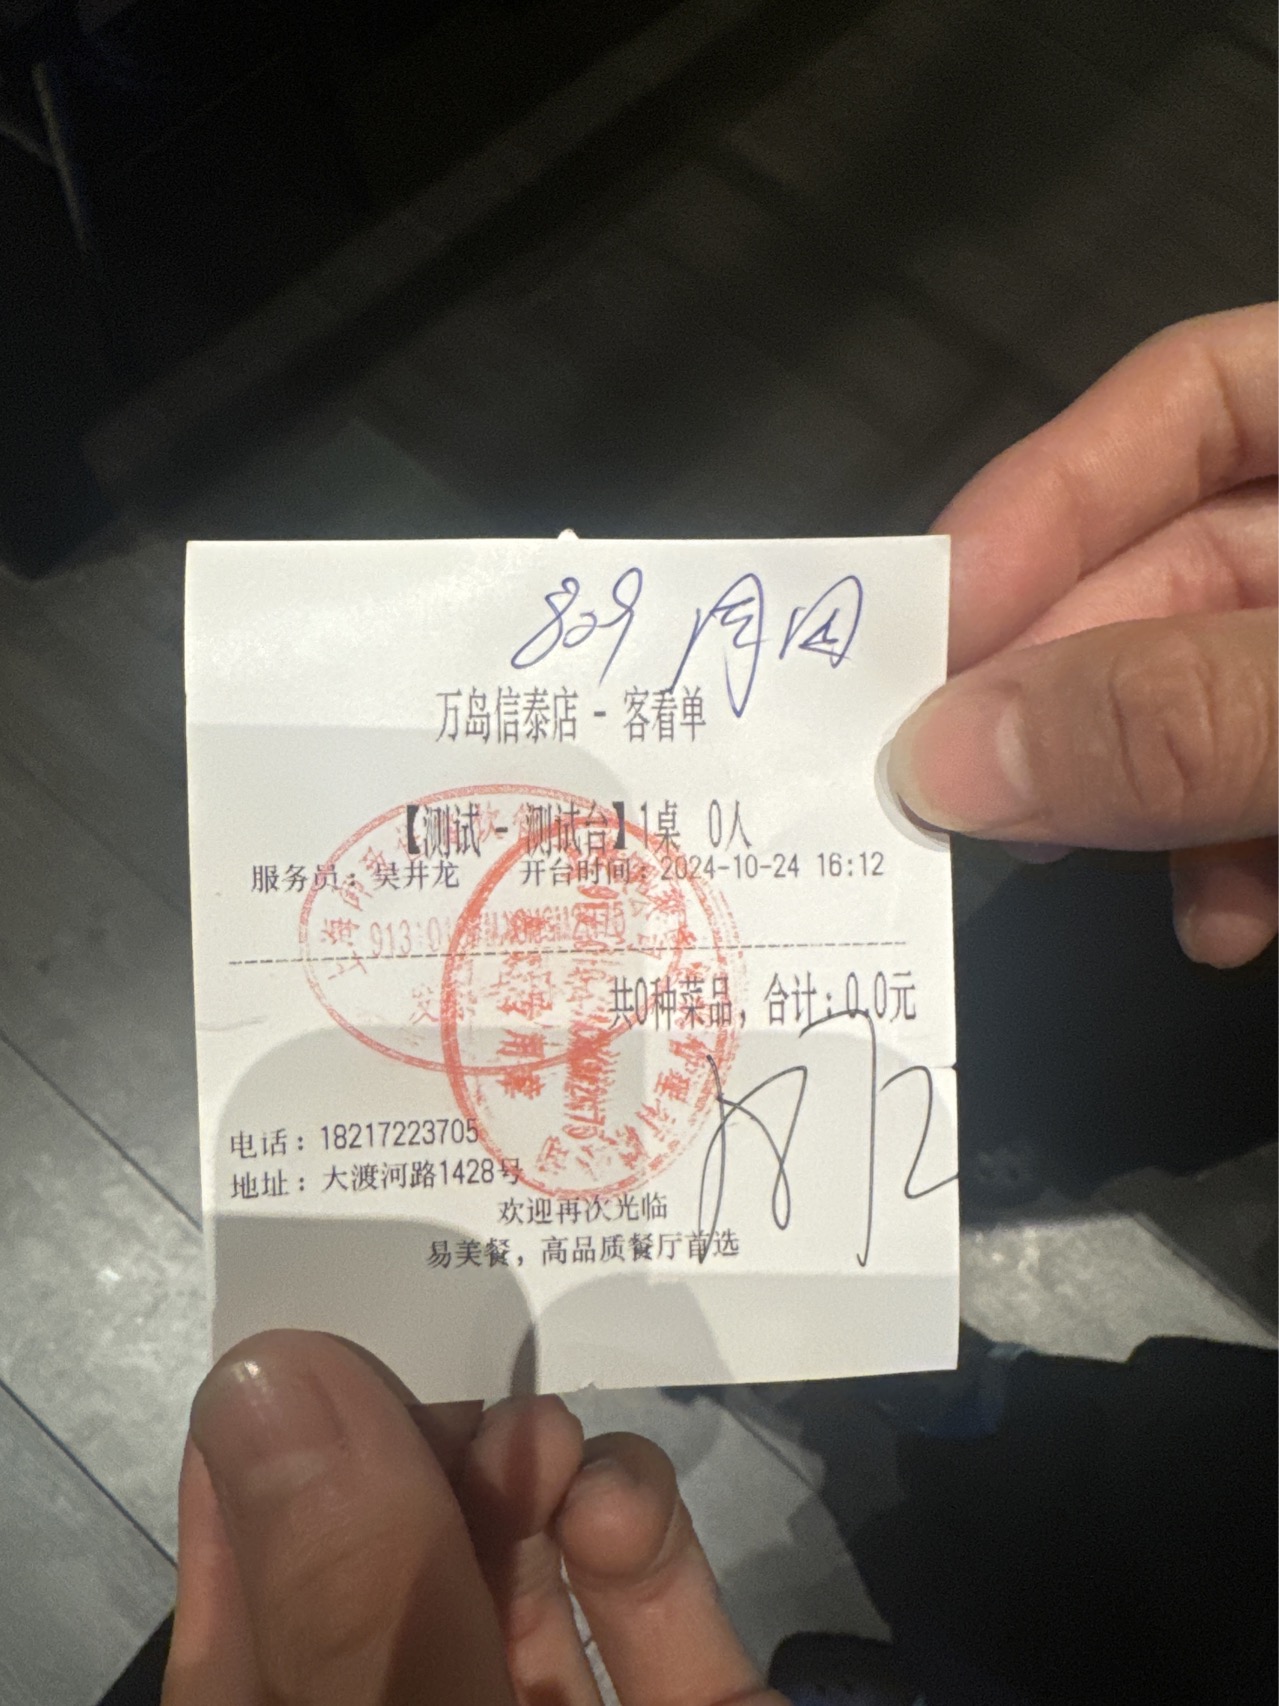 829
万岛信泰店 - 客看单
【测试 - 测试台】1桌 0人
服务员: 吴井龙 开台时间: 2024-10-24 16:12
共0种菜品, 合计: 0.0元
电话: 18217223705
地址: 大渡河路1428号
欢迎再次光临
易美餐, 高品质餐厅首选